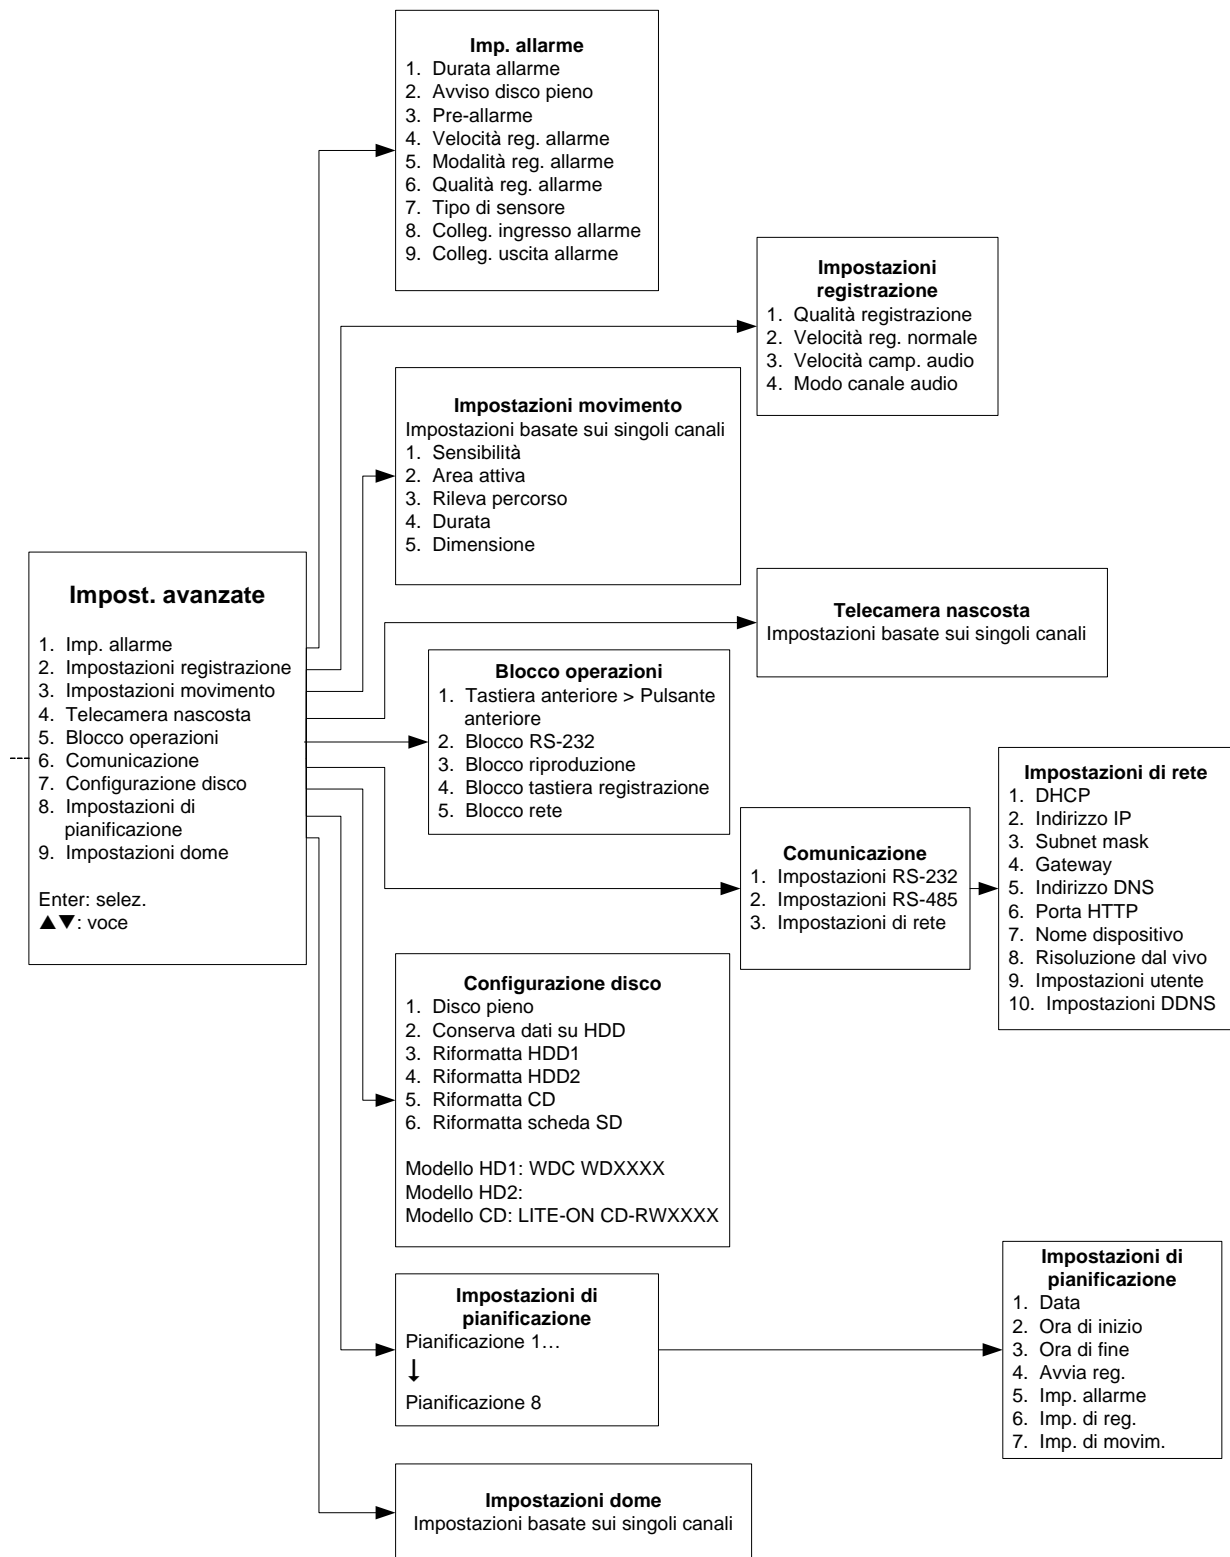 Imp. allarme
1. Durata allarme
2. Avviso disco pieno
3. Pre-allarme
4. Velocità reg. allarme
5. Modalità reg. allarme
6. Qualità reg. allarme
7. Tipo di sensore
8. Colleg. ingresso allarme
9. Colleg. uscita allarme
Impostazioni
registrazione
1. Qualità registrazione
2. Velocità reg. normale
3. Velocità camp. audio
4. Modo canale audio
Impostazioni movimento
Impostazioni basate sui singoli canali
1. Sensibilità
2. Area attiva
3. Rileva percorso
4. Durata
5. Dimensione
Impost. avanzate
1. Imp. allarme
2. Impostazioni registrazione
3. Impostazioni movimento
4. Telecamera nascosta
5. Blocco operazioni
6. Comunicazione
7. Configurazione disco
8. Impostazioni di
pianificazione
9. Impostazioni dome
Enter: selez.
▲▼: voce
Telecamera nascosta
Impostazioni basate sui singoli canali
Blocco operazioni
1. Tastiera anteriore > Pulsante
anteriore
2. Blocco RS-232
3. Blocco riproduzione
4. Blocco tastiera registrazione
5. Blocco rete
Comunicazione
1. Impostazioni RS-232
2. Impostazioni RS-485
3. Impostazioni di rete
Impostazioni di rete
1. DHCP
2. Indirizzo IP
3. Subnet mask
4. Gateway
5. Indirizzo DNS
6. Porta HTTP
7. Nome dispositivo
8. Risoluzione dal vivo
9. Impostazioni utente
10. Impostazioni DDNS
Configurazione disco
1. Disco pieno
2. Conserva dati su HDD
3. Riformatta HDD1
4. Riformatta HDD2
5. Riformatta CD
6. Riformatta scheda SD
Modello HD1: WDC WDXXXX
Modello HD2:
Modello CD: LITE-ON CD-RWXXXX
Impostazioni di
pianificazione
Pianificazione 1…
↓
Pianificazione 8
Impostazioni di
pianificazione
1. Data
2. Ora di inizio
3. Ora di fine
4. Avvia reg.
5. Imp. allarme
6. Imp. di reg.
7. Imp. di movim.
Impostazioni dome
Impostazioni basate sui singoli canali